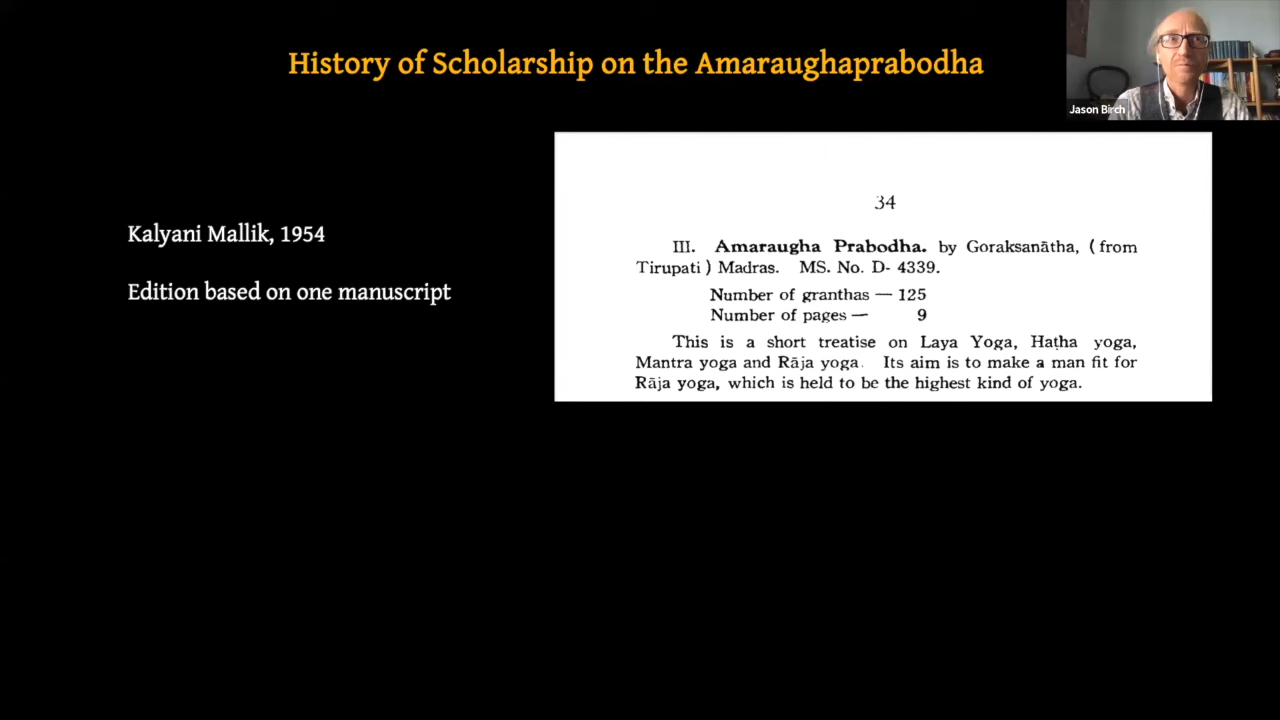 History of Scholarship on the Amaraughaprabodha
Jason Birch
Kalyani Mallik, 1954
Edition based on one manuscript
34
III. Amaraugha Prabodha. by Goraksanātha, ( from
Tirupati ) Madras. MS. No. D- 4339.
Number of granthas — 125
Number of pages — 9
This is a short treatise on Laya Yoga, Haṭha yoga,
Mantra yoga and Rāja yoga. Its aim is to make a man fit for
Rāja yoga, which is held to be the highest kind of yoga.